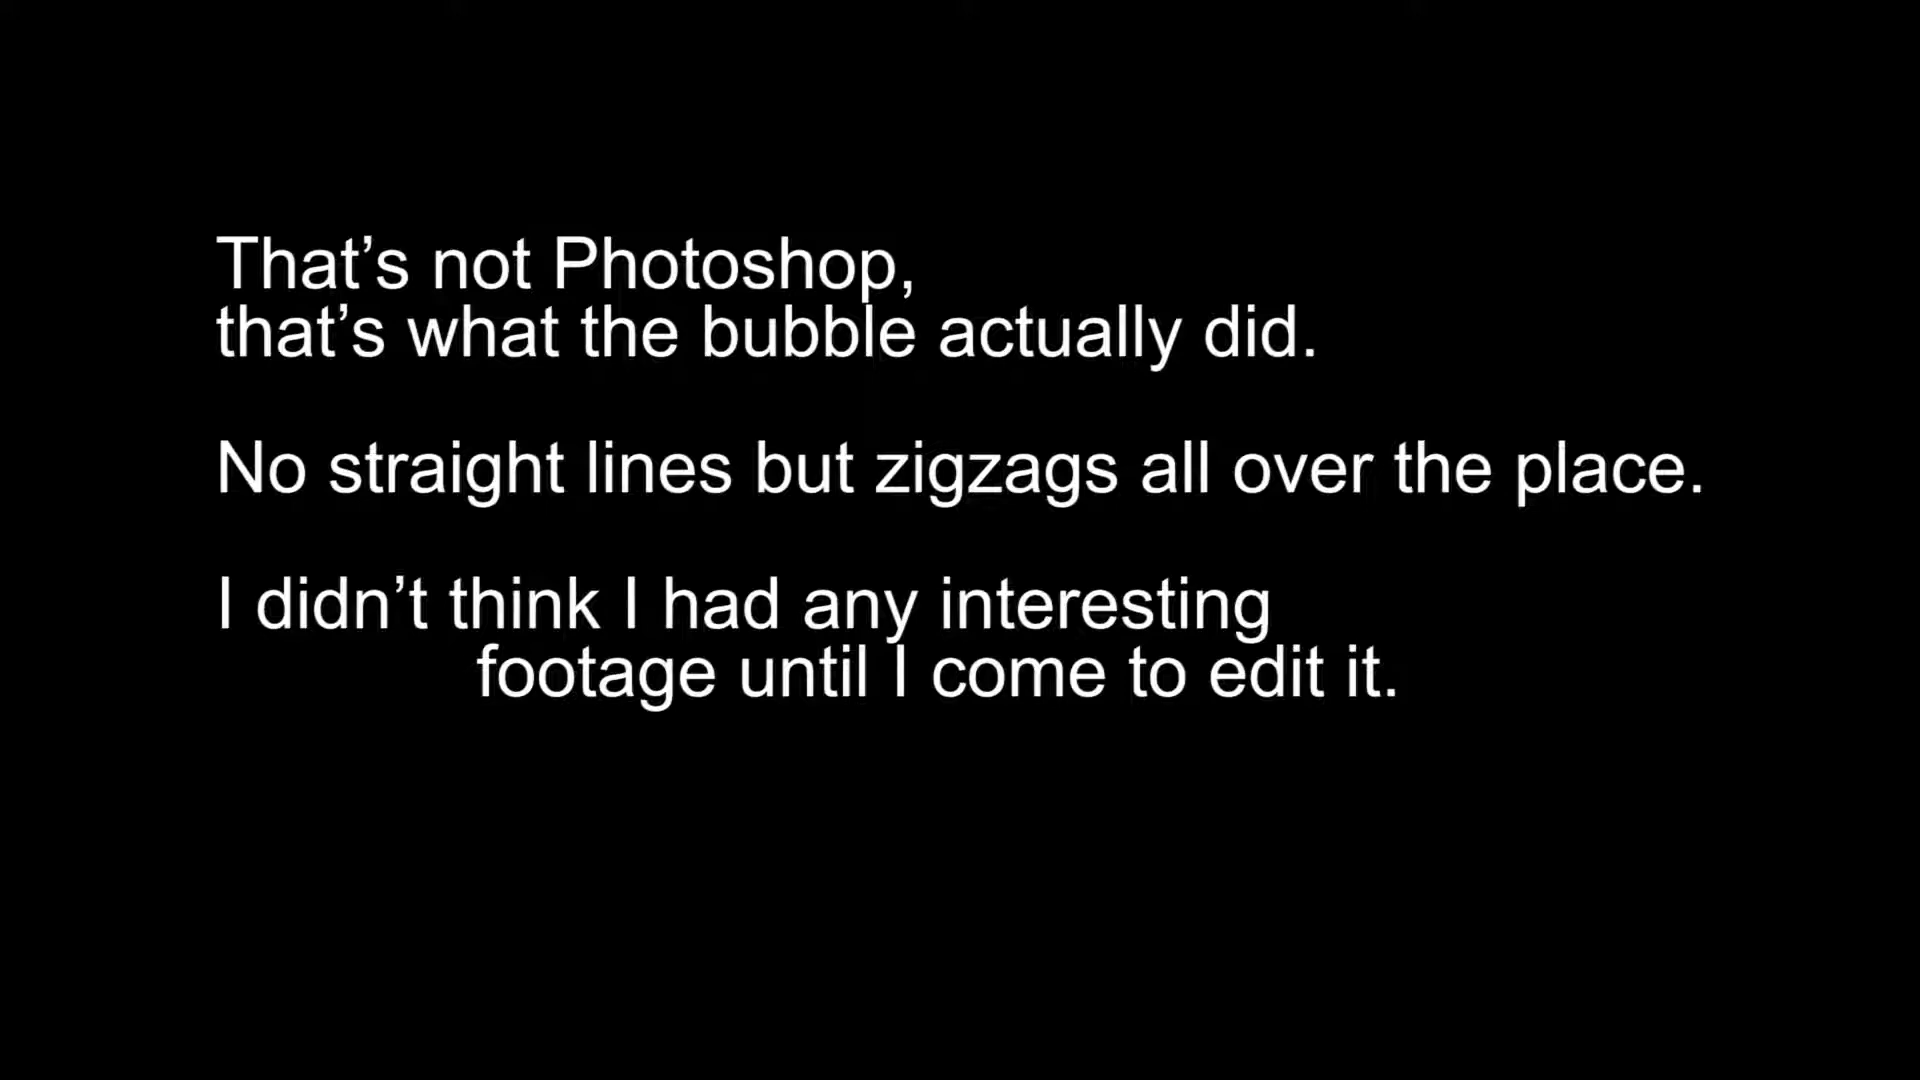 That’s not Photoshop,
that’s what the bubble actually did.
No straight lines but zigzags all over the place.
I didn’t think I had any interesting
footage until I come to edit it.